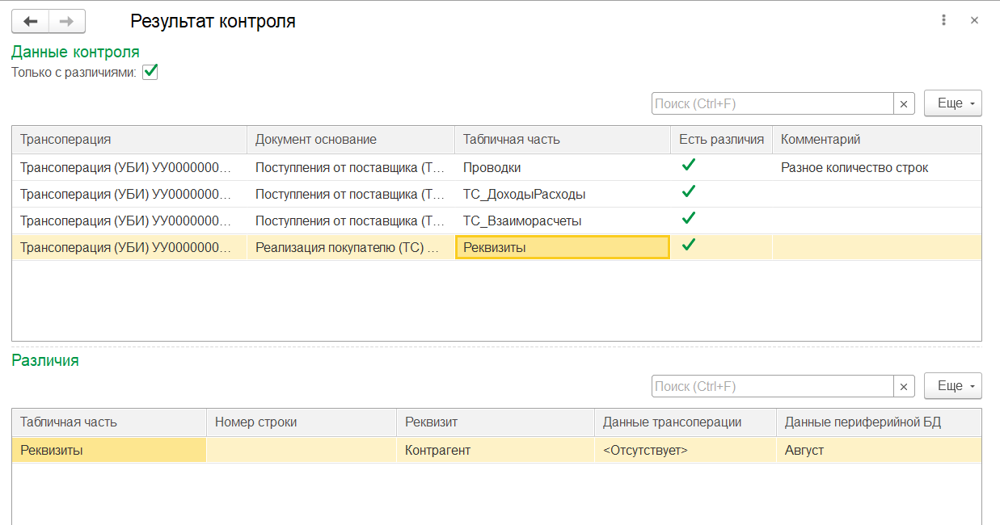 Результат контроля
Данные контроля
Только с различиями:
Поиск (Ctrl+F) Еще
Трансоперация Документ основание Табличная часть Есть различия Комментарий
Трансоперация (УБИ) УУ0000000... Поступления от поставщика (Т... Проводки Разное количество строк
Трансоперация (УБИ) УУ0000000... Поступления от поставщика (Т... ТС_ДоходыРасходы
Трансоперация (УБИ) УУ0000000... Поступления от поставщика (Т... ТС_Взаиморасчеты
Трансоперация (УБИ) УУ0000000... Реализация покупателю (ТС) ... Реквизиты
Различия
Поиск (Ctrl+F) Еще
Табличная часть Номер строки Реквизит Данные трансоперации Данные периферийной БД
Реквизиты Контрагент <Отсутствует> Август